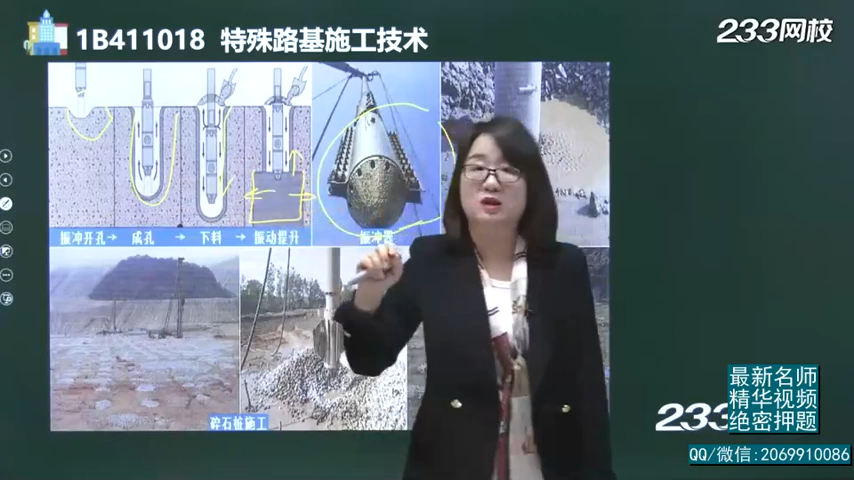 1B411018 特殊路基施工技术
233网校
振冲开孔→ 成孔 → 下料 → 振动提升
振冲器
碎石桩施工
233
最新名师
精华视频
绝密押题
QQ/微信:2069910086